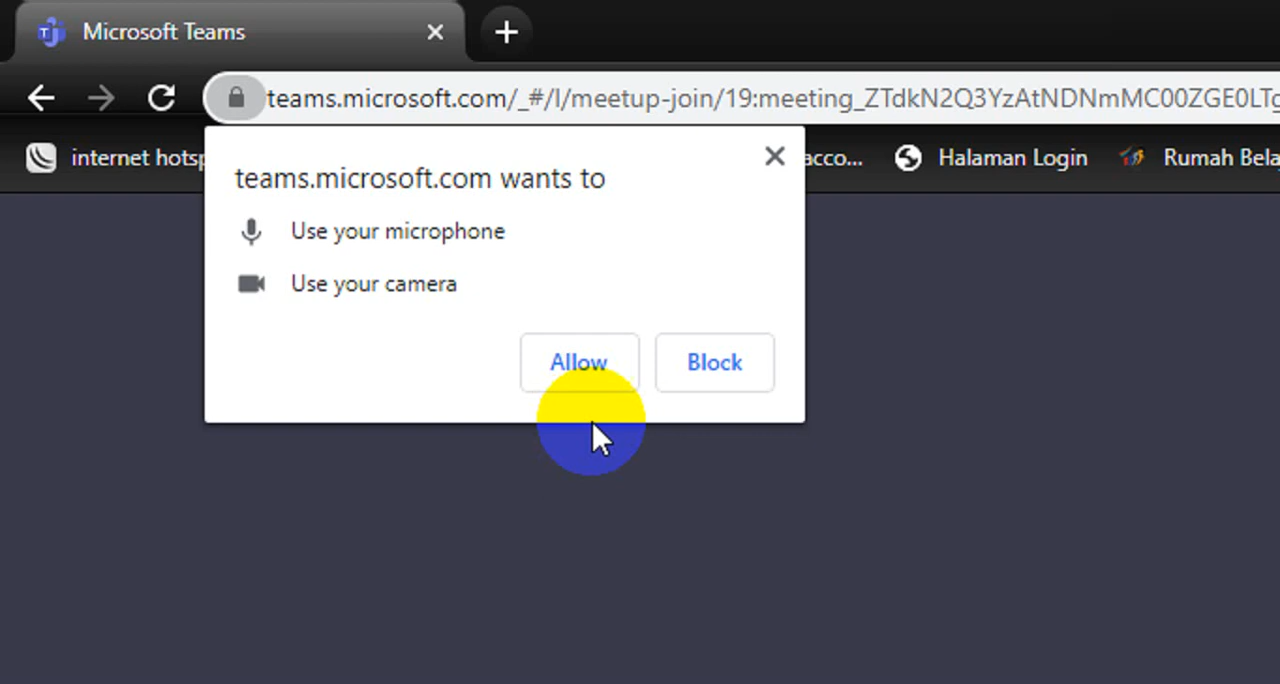 Microsoft Teams
teams.microsoft.com/_#/l/meetup-join/19:meeting_ZTdkN2Q3YzAtNDNmMC00ZGE0LTg
internet hotsp
acco...
Halaman Login
Rumah Bela
teams.microsoft.com wants to
Use your microphone
Use your camera
Allow
Block